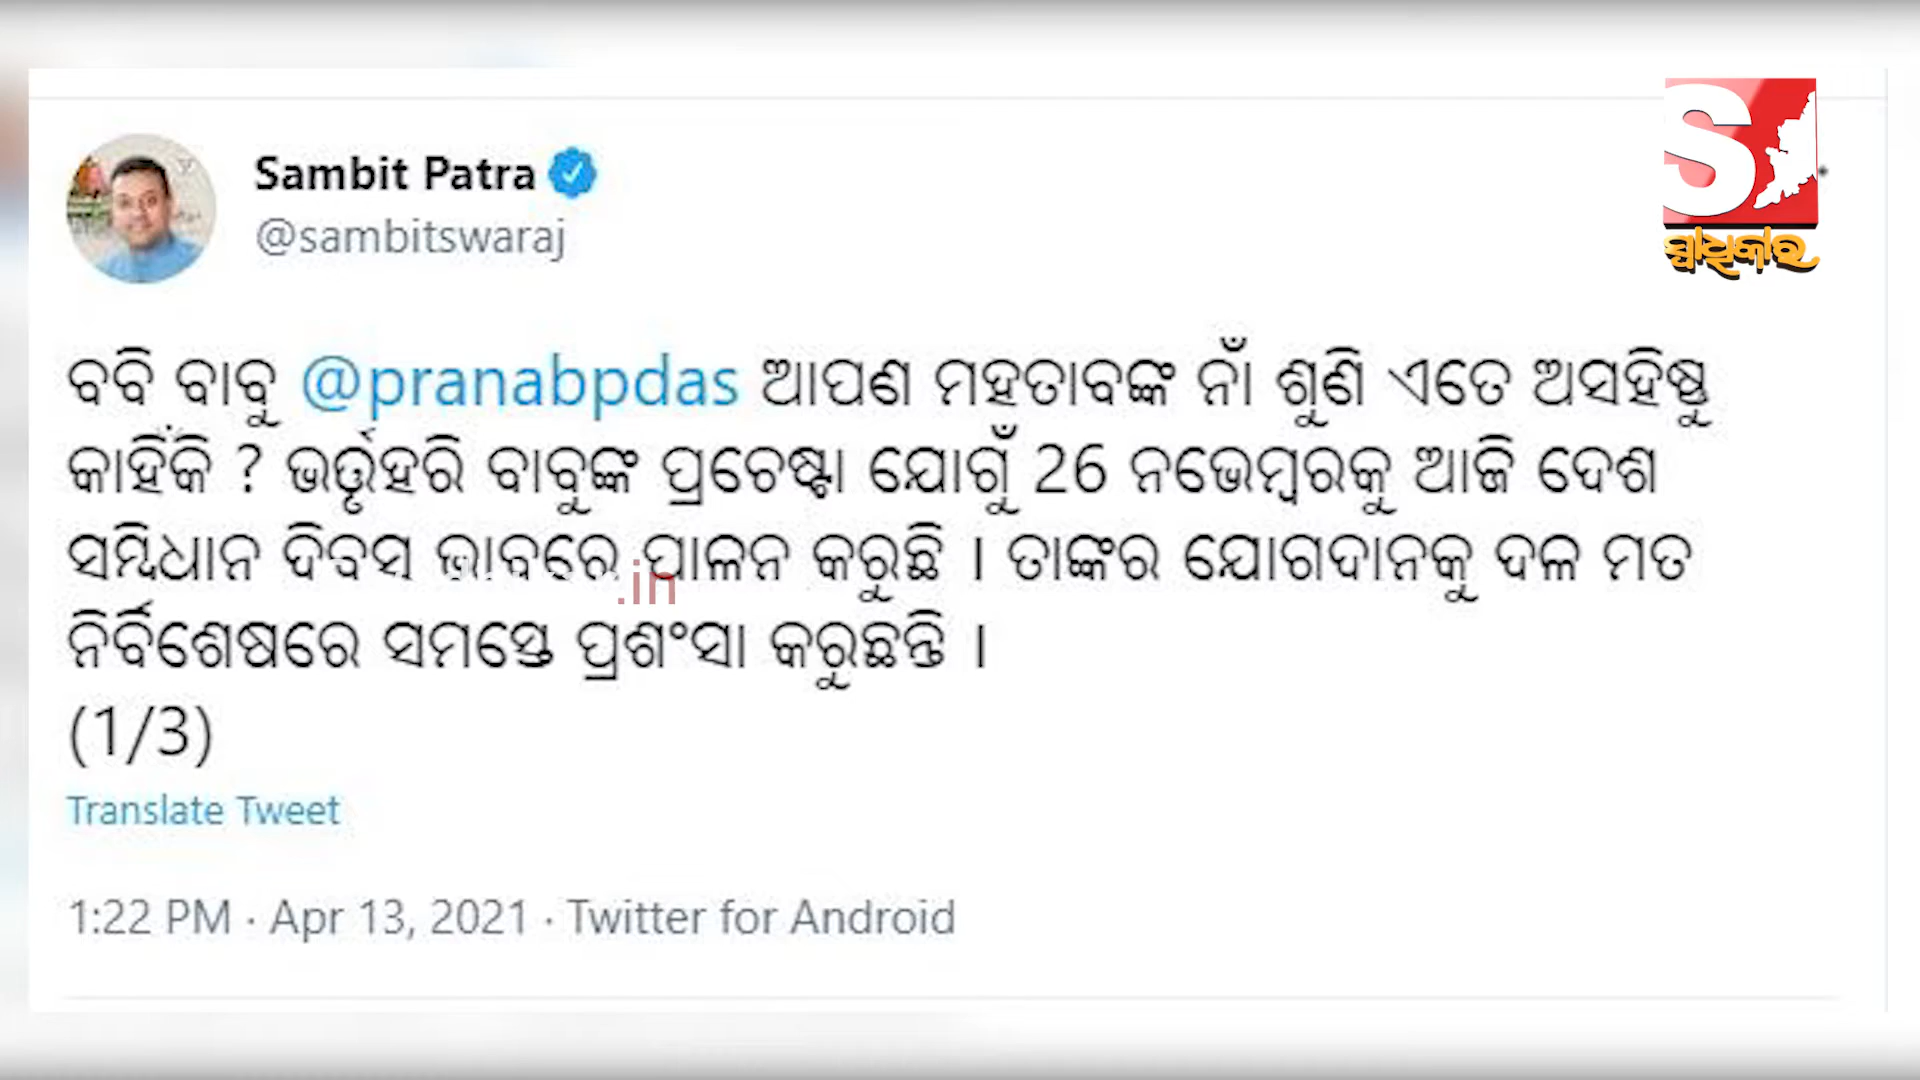 Sambit Patra
@sambitswaraj
ସ୍ୱାଧିକାର
ବବି ବାବୁ @pranabpdas ଆପଣ ମହତାବଙ୍କ ନାଁ ଶୁଣି ଏତେ ଅସହିଷ୍ଣୁ
କାହିଁକି ? ଭର୍ତ୍ତୃହରି ବାବୁଙ୍କ ପ୍ରଚେଷ୍ଟା ଯୋଗୁଁ 26 ନଭେମ୍ବରକୁ ଆଜି ଦେଶ
ସମ୍ବିଧାନ ଦିବସ ଭାବରେ ପାଳନ କରୁଛି । ତାଙ୍କର ଯୋଗଦାନକୁ ଦଳ ମତ
.in
ନିର୍ବିଶେଷରେ ସମସ୍ତେ ପ୍ରଶଂସା କରୁଛନ୍ତି ।
(1/3)
Translate Tweet
1:22 PM · Apr 13, 2021 · Twitter for Android